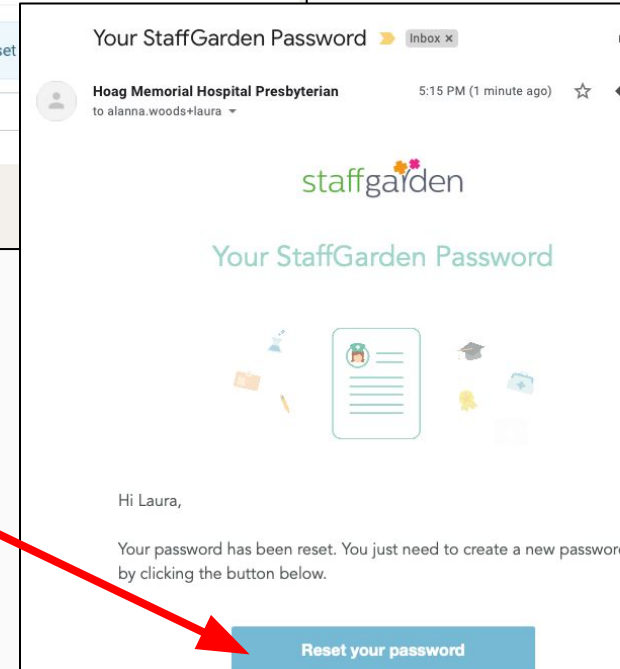 set
Your StaffGarden Password
Inbox ×
Hoag Memorial Hospital Presbyterian
5:15 PM (1 minute ago)
to alanna.woods+laura
staffgarden
Your StaffGarden Password
Hi Laura,
Your password has been reset. You just need to create a new password
by clicking the button below.
Reset your password